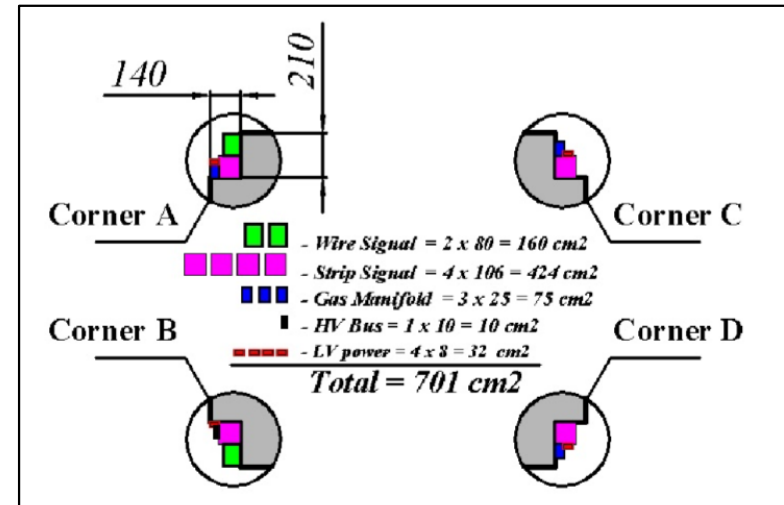 140
210
Corner A
Corner C
- Wire Signal = 2 x 80 = 160 cm2
- Strip Signal = 4 x 106 = 424 cm2
- Gas Manifold = 3 x 25 = 75 cm2
Corner B
- HV Bus = 1 x 10 = 10 cm2
Corner D
- LV power = 4 x 8 = 32 cm2
Total = 701 cm2